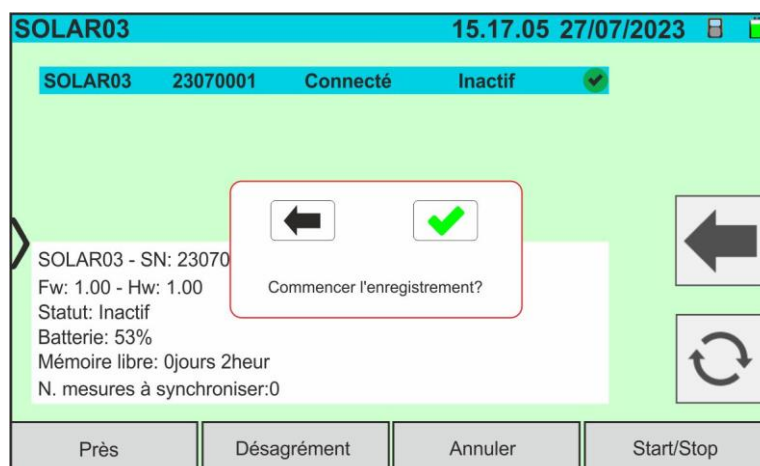 SOLAR03 15.17.05 27/07/2023
SOLAR03 23070001 Connecté Inactif
SOLAR03 - SN: 23070
Fw: 1.00 - Hw: 1.00
Statut: Inactif
Batterie: 53%
Mémoire libre: 0jours 2heur
N. mesures à synchroniser:0
Commencer l'enregistrement?
Près Désagrément Annuler Start/Stop